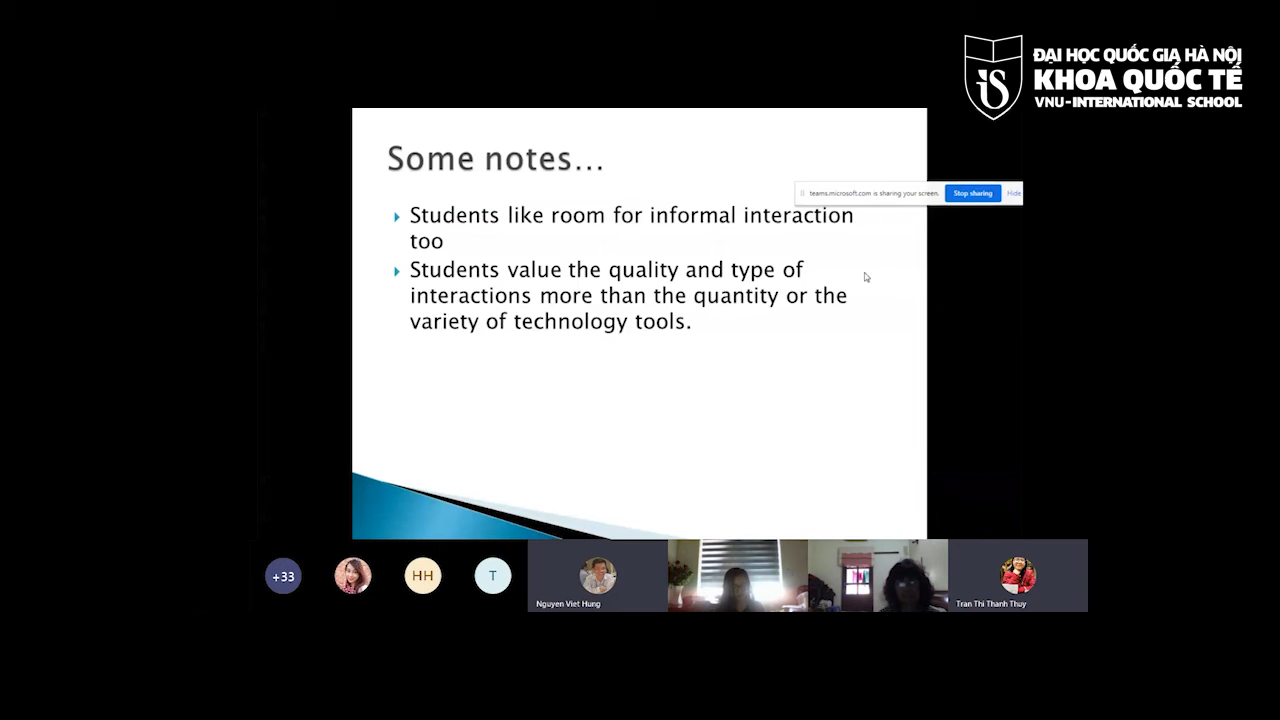 ĐẠI HỌC QUỐC GIA HÀ NỘI
KHOA QUỐC TẾ
VNU-INTERNATIONAL SCHOOL
iS
Some notes...
teams.microsoft.com is sharing your screen.
Stop sharing
Hide
Students like room for informal interaction
too
Students value the quality and type of
interactions more than the quantity or the
variety of technology tools.
+33
HH
T
Nguyen Viet Hung
Tran Thi Thanh Thuy